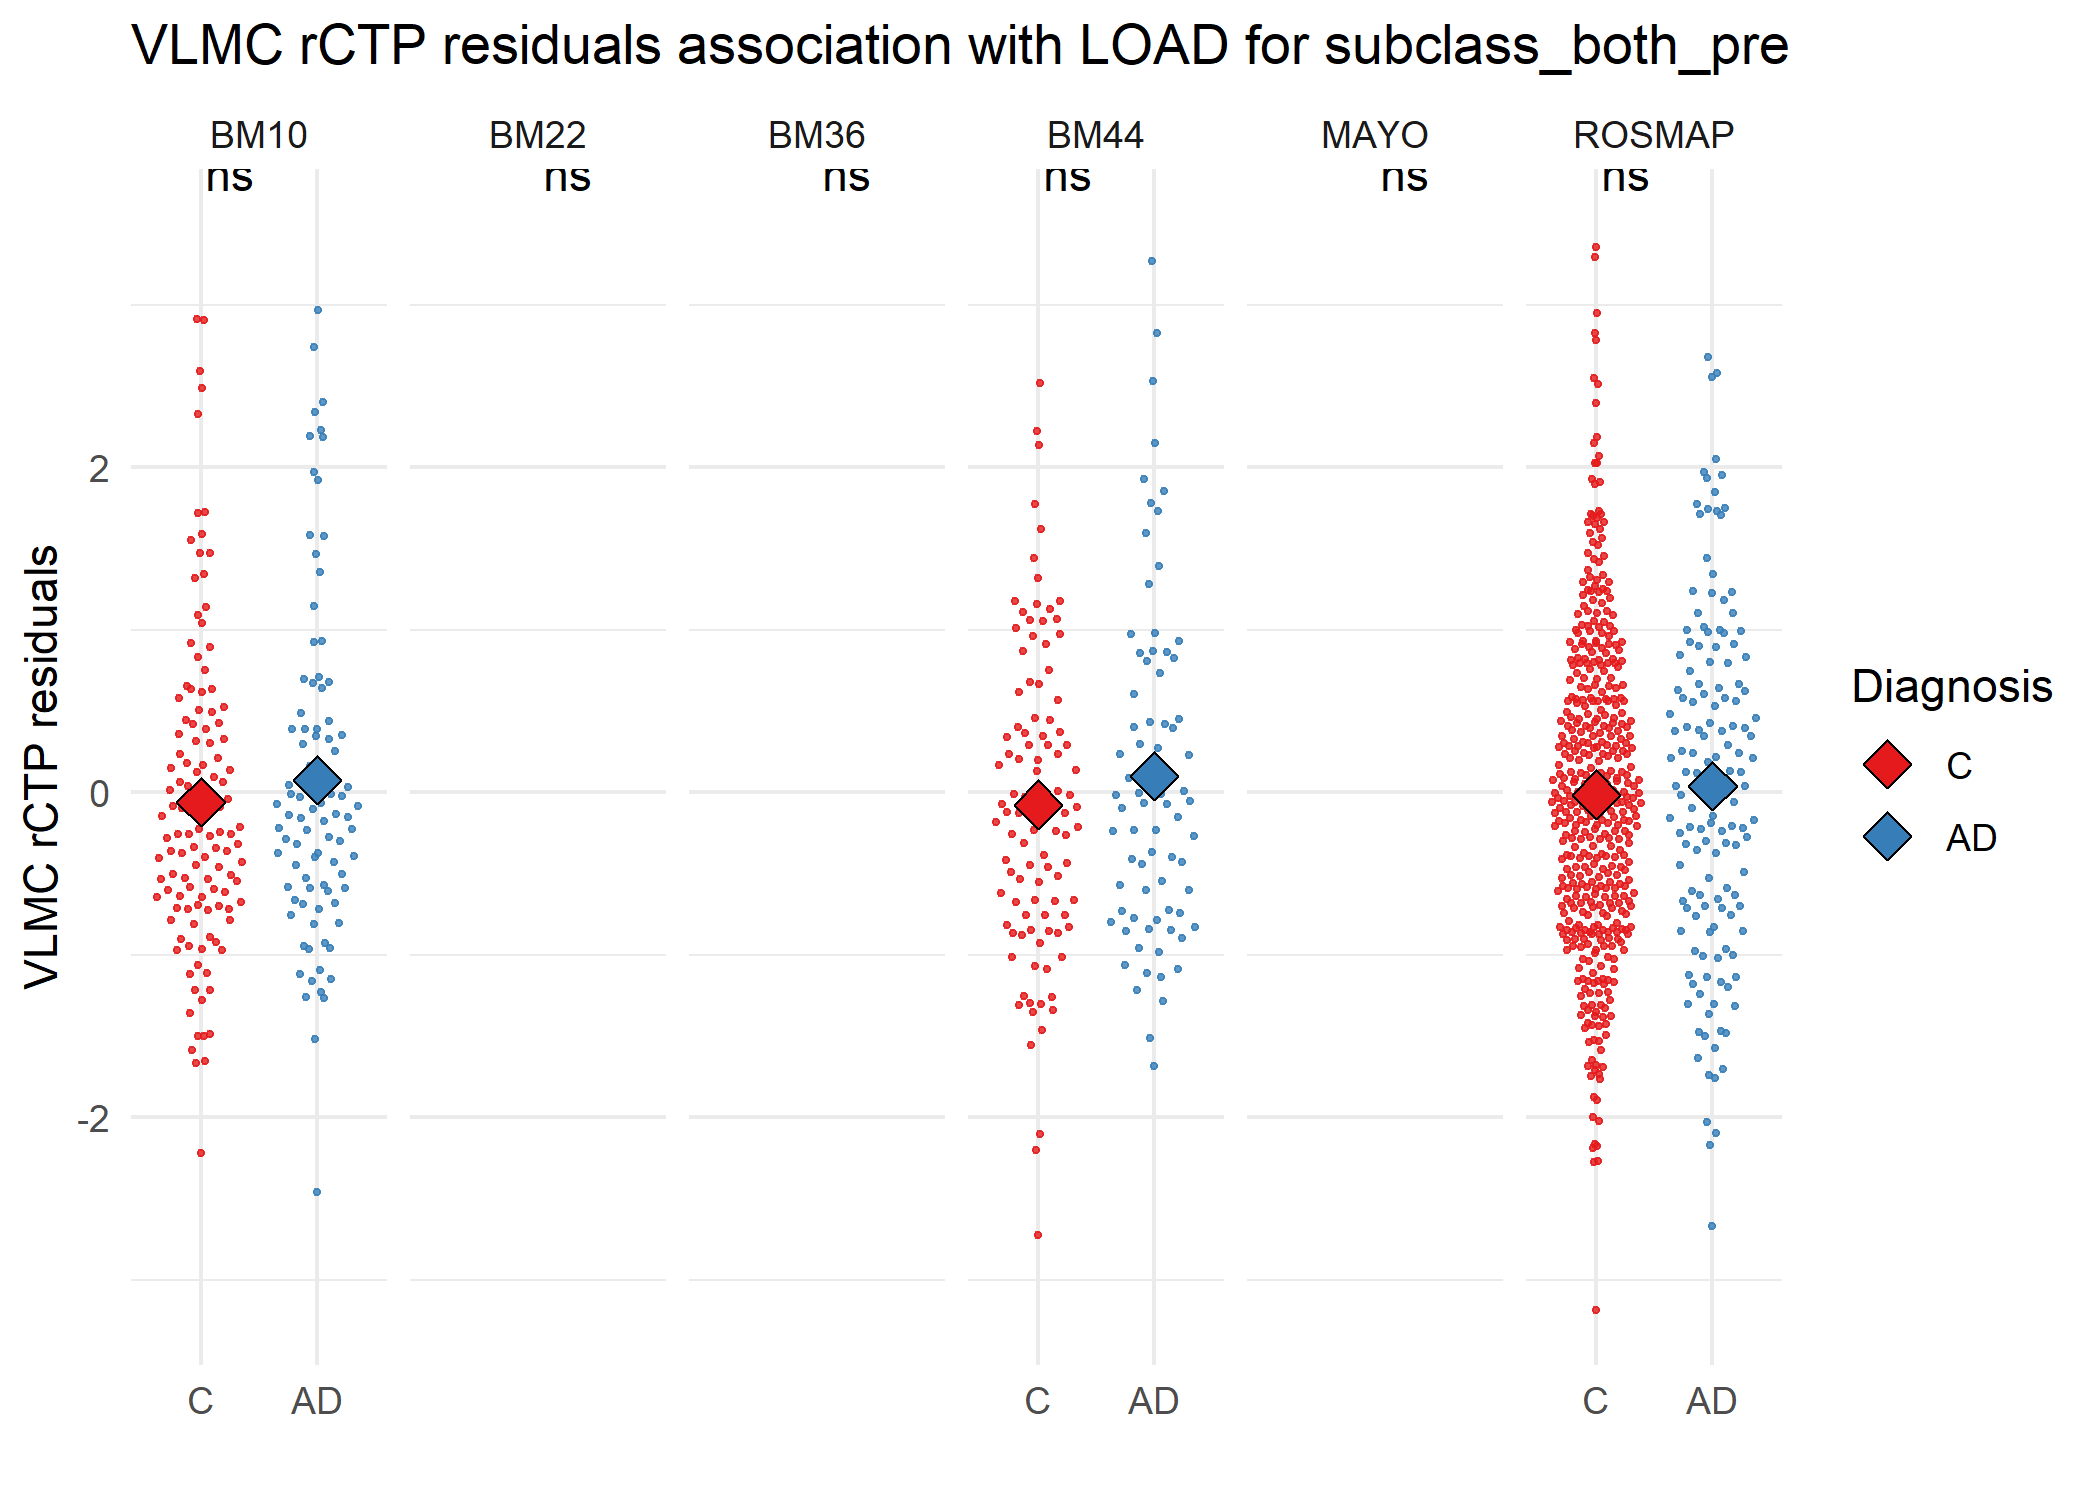 VLMC rCTP residuals association with LOAD for subclass_both_pre
BM10 BM22 BM36 BM44 MAYO ROSMAP
ns ns ns ns ns ns
VLMC rCTP residuals
2
0
-2
C AD C AD C AD
Diagnosis
C
AD